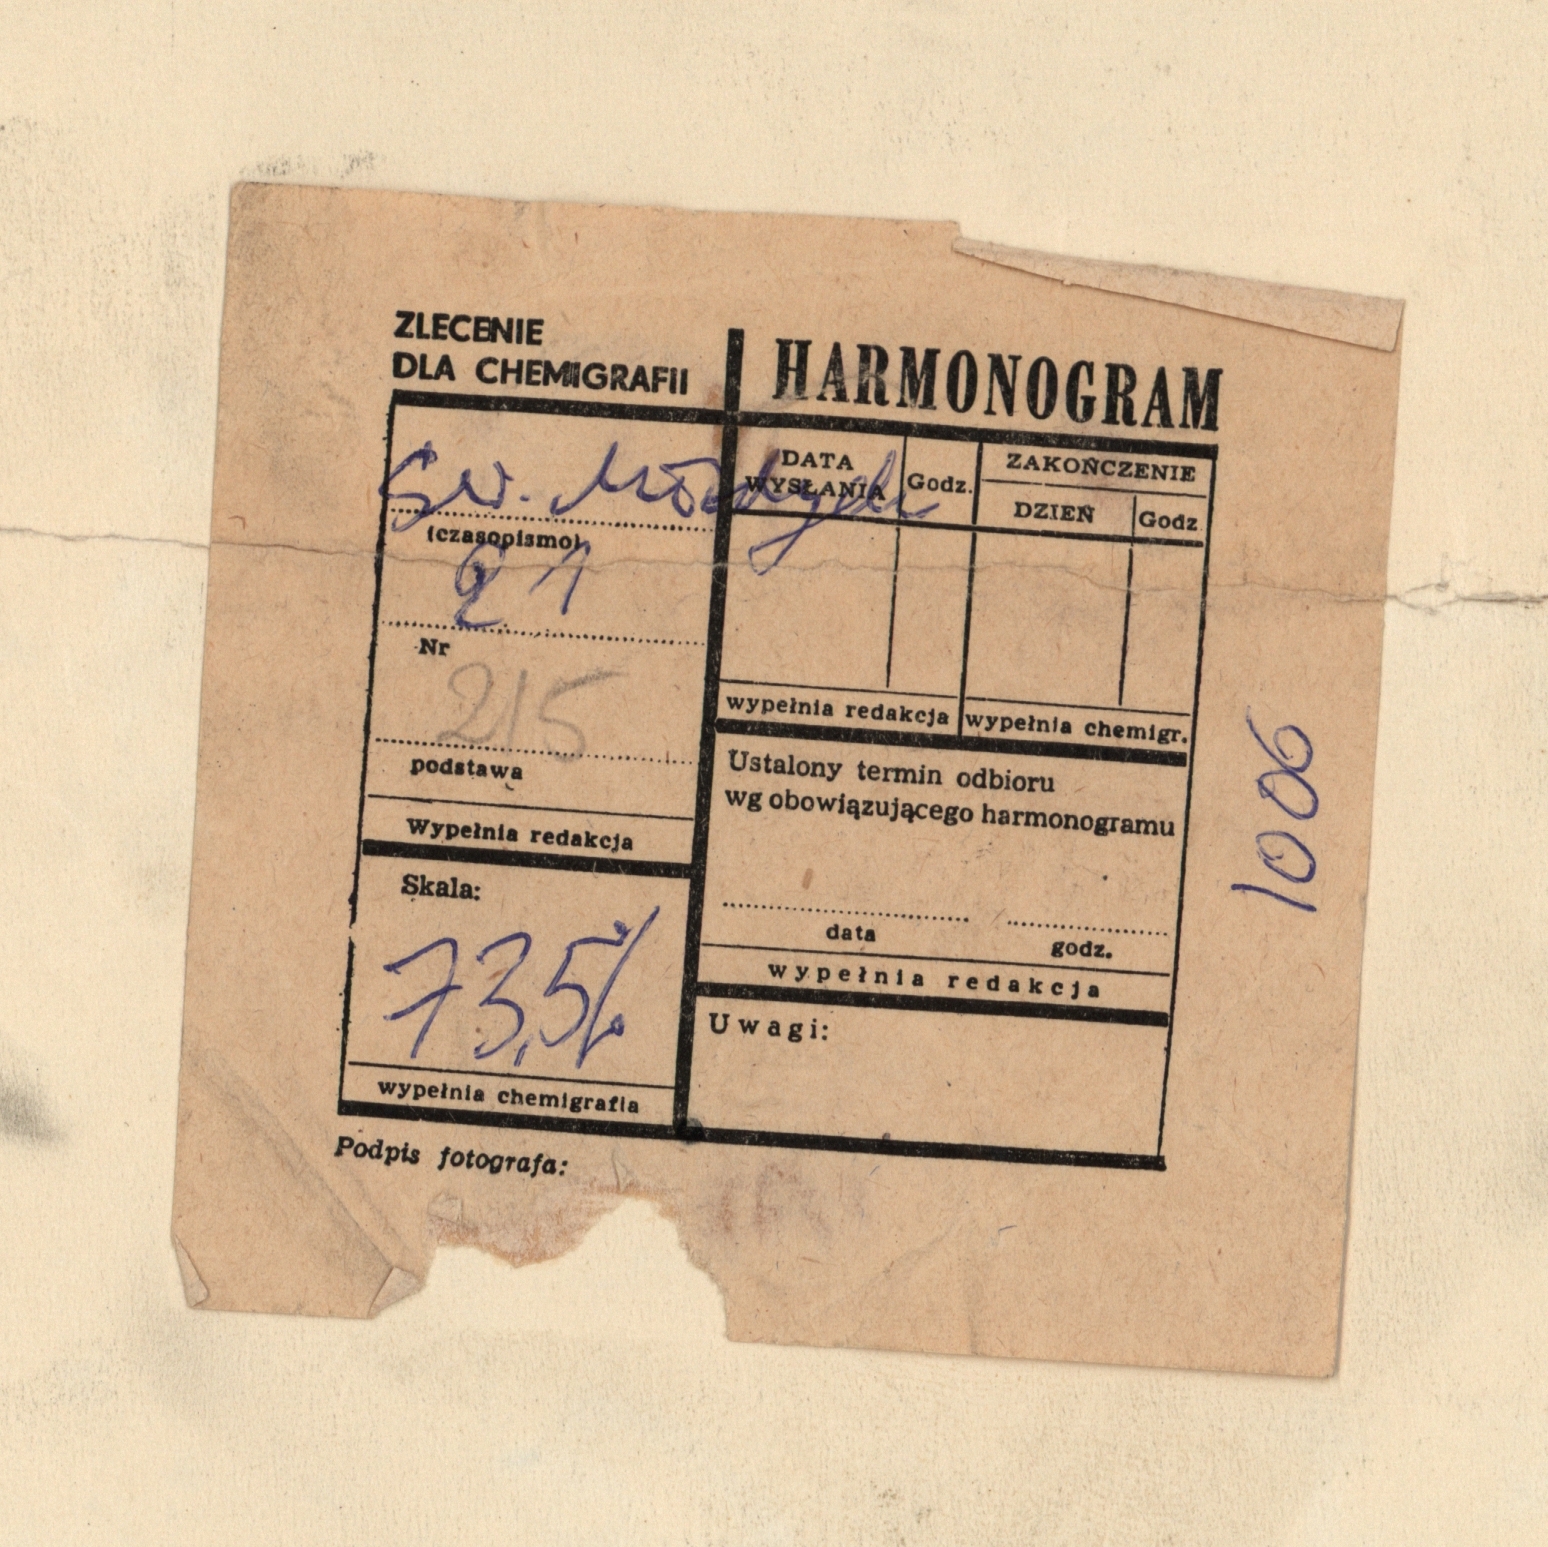 ZLECENIE
DLA CHEMIGRAFII
Św. Młodych
(czasopismo)
21
Nr
215
podstawa
Wypełnia redakcja
Skala:
73,5%
wypełnia chemigrafia
Podpis fotografa:
HARMONOGRAM
DATA
WYSŁANIA
Godz.
ZAKOŃCZENIE
DZIEŃ
Godz
wypełnia redakcja
wypełnia chemigr.
Ustalony termin odbioru
wg obowiązującego harmonogramu
data
godz.
wypełnia redakcja
Uwagi:
1006